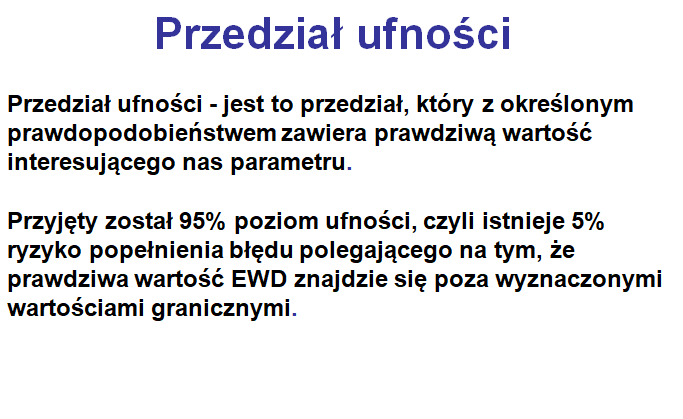 Przedział ufności
Przedział ufności - jest to przedział, który z określonym
prawdopodobieństwem zawiera prawdziwą wartość
interesującego nas parametru.
Przyjęty został 95% poziom ufności, czyli istnieje 5%
ryzyko popełnienia błędu polegającego na tym, że
prawdziwa wartość EWD znajdzie się poza wyznaczonymi
wartościami granicznymi.